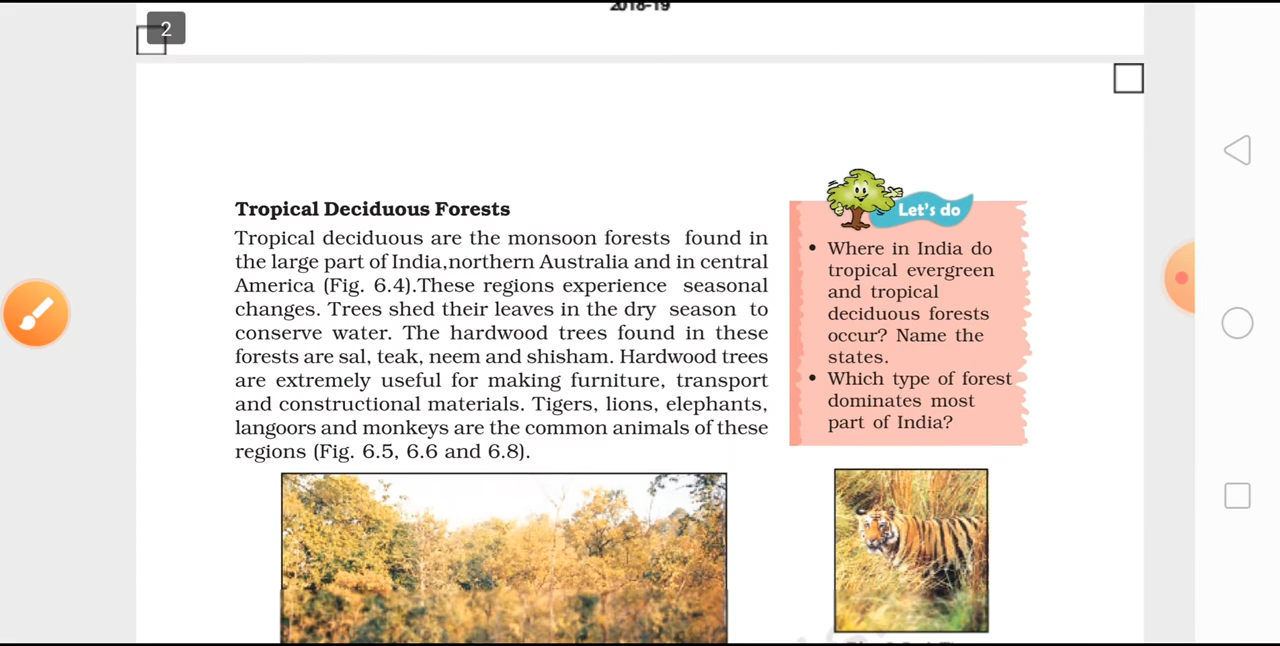 2018-19
2
Tropical Deciduous Forests
Tropical deciduous are the monsoon forests found in
the large part of India,northern Australia and in central
America (Fig. 6.4).These regions experience seasonal
changes. Trees shed their leaves in the dry season to
conserve water. The hardwood trees found in these
forests are sal, teak, neem and shisham. Hardwood trees
are extremely useful for making furniture, transport
and constructional materials. Tigers, lions, elephants,
langoors and monkeys are the common animals of these
regions (Fig. 6.5, 6.6 and 6.8).
Let's do
• Where in India do
tropical evergreen
and tropical
deciduous forests
occur? Name the
states.
• Which type of forest
dominates most
part of India?